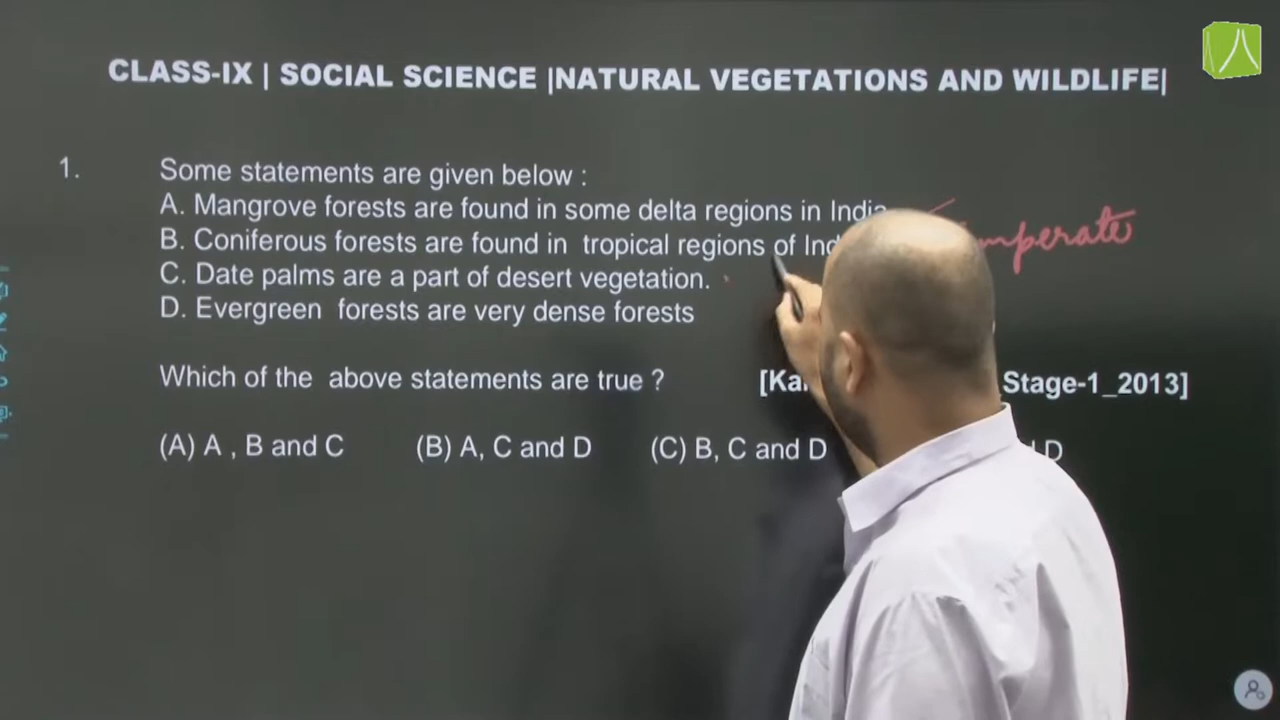 CLASS-IX | SOCIAL SCIENCE |NATURAL VEGETATIONS AND WILDLIFE|
1. Some statements are given below :
A. Mangrove forests are found in some delta regions in India
B. Coniferous forests are found in tropical regions of
C. Date palms are a part of desert vegetation.
D. Evergreen forests are very dense forests
Which of the above statements are true ? Stage-1_2013]
(A) A , B and C (B) A, C and D (C) B, C and D D